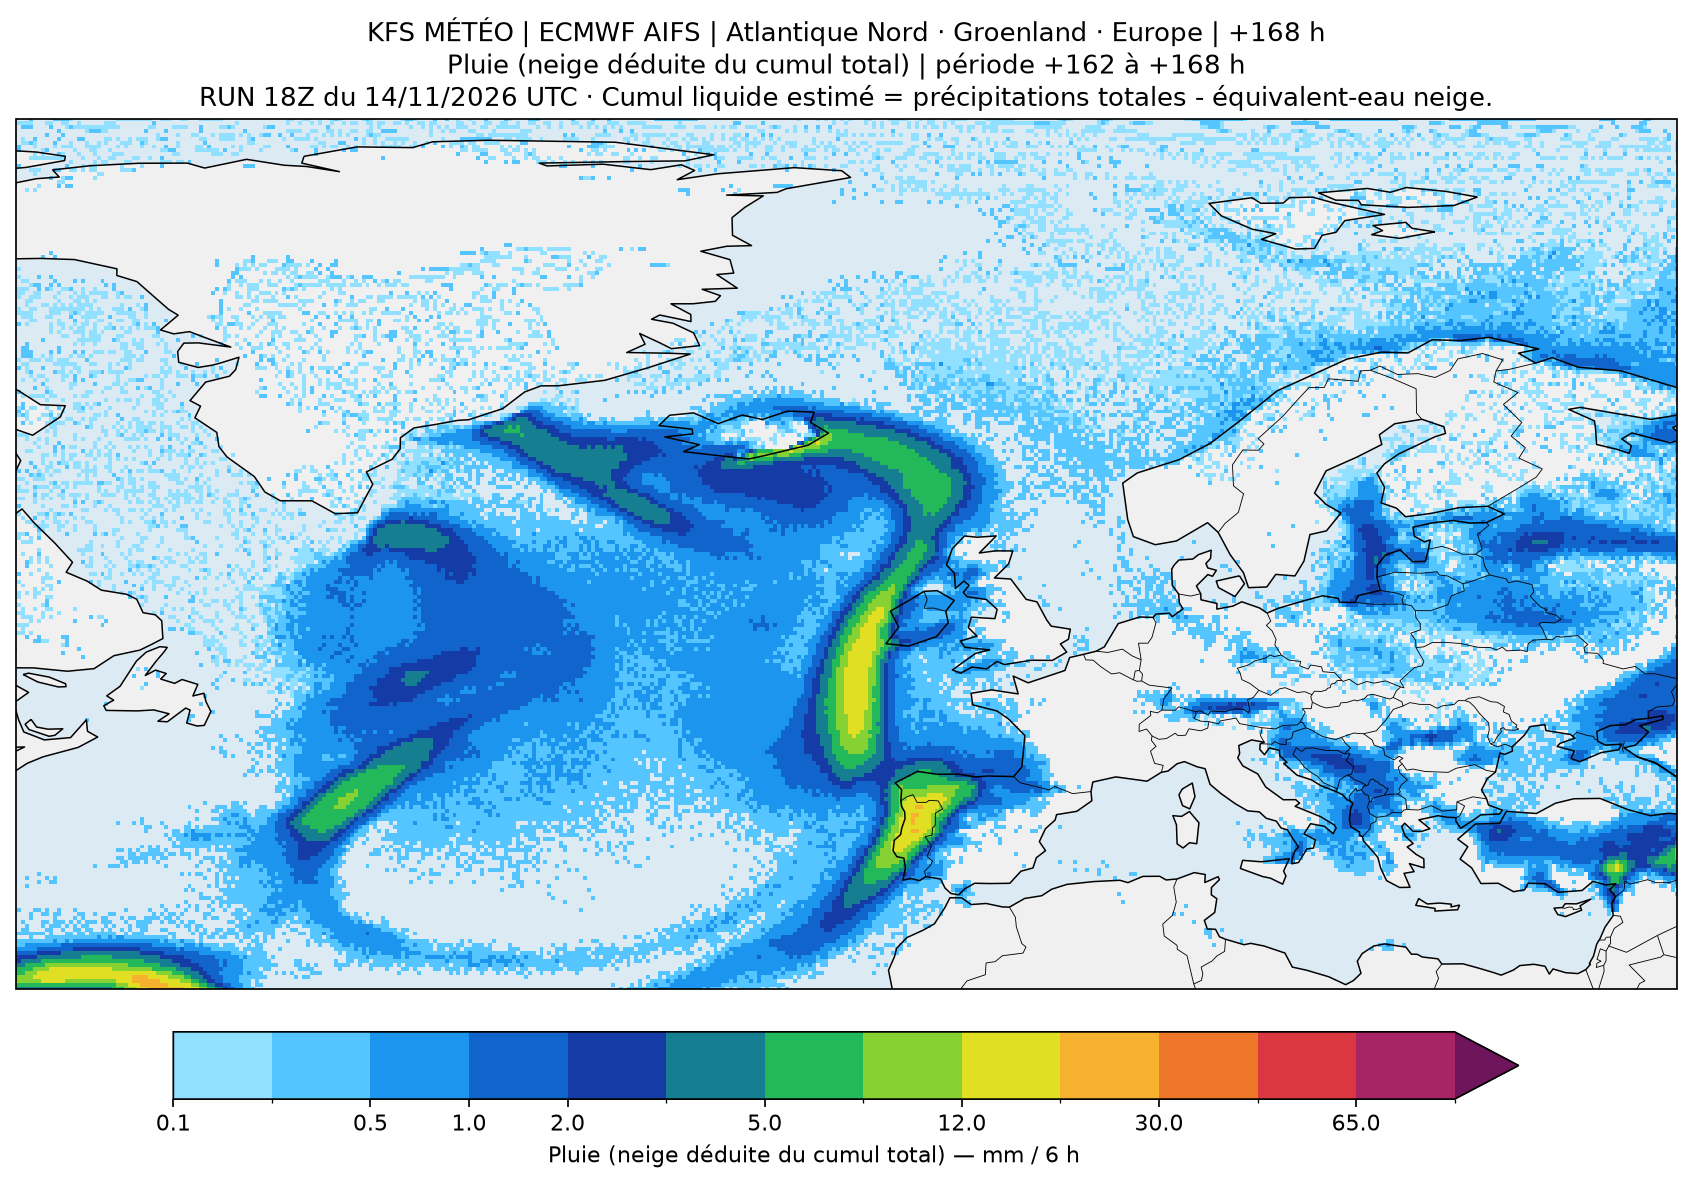 KFS MÉTÉO | ECMWF AIFS | Atlantique Nord · Groenland · Europe | +168 h
Pluie (neige déduite du cumul total) | période +162 à +168 h
RUN 18Z du 14/11/2026 UTC · Cumul liquide estimé = précipitations totales - équivalent-eau neige.
0.1 0.5 1.0 2.0 5.0 12.0 30.0 65.0
Pluie (neige déduite du cumul total) — mm / 6 h